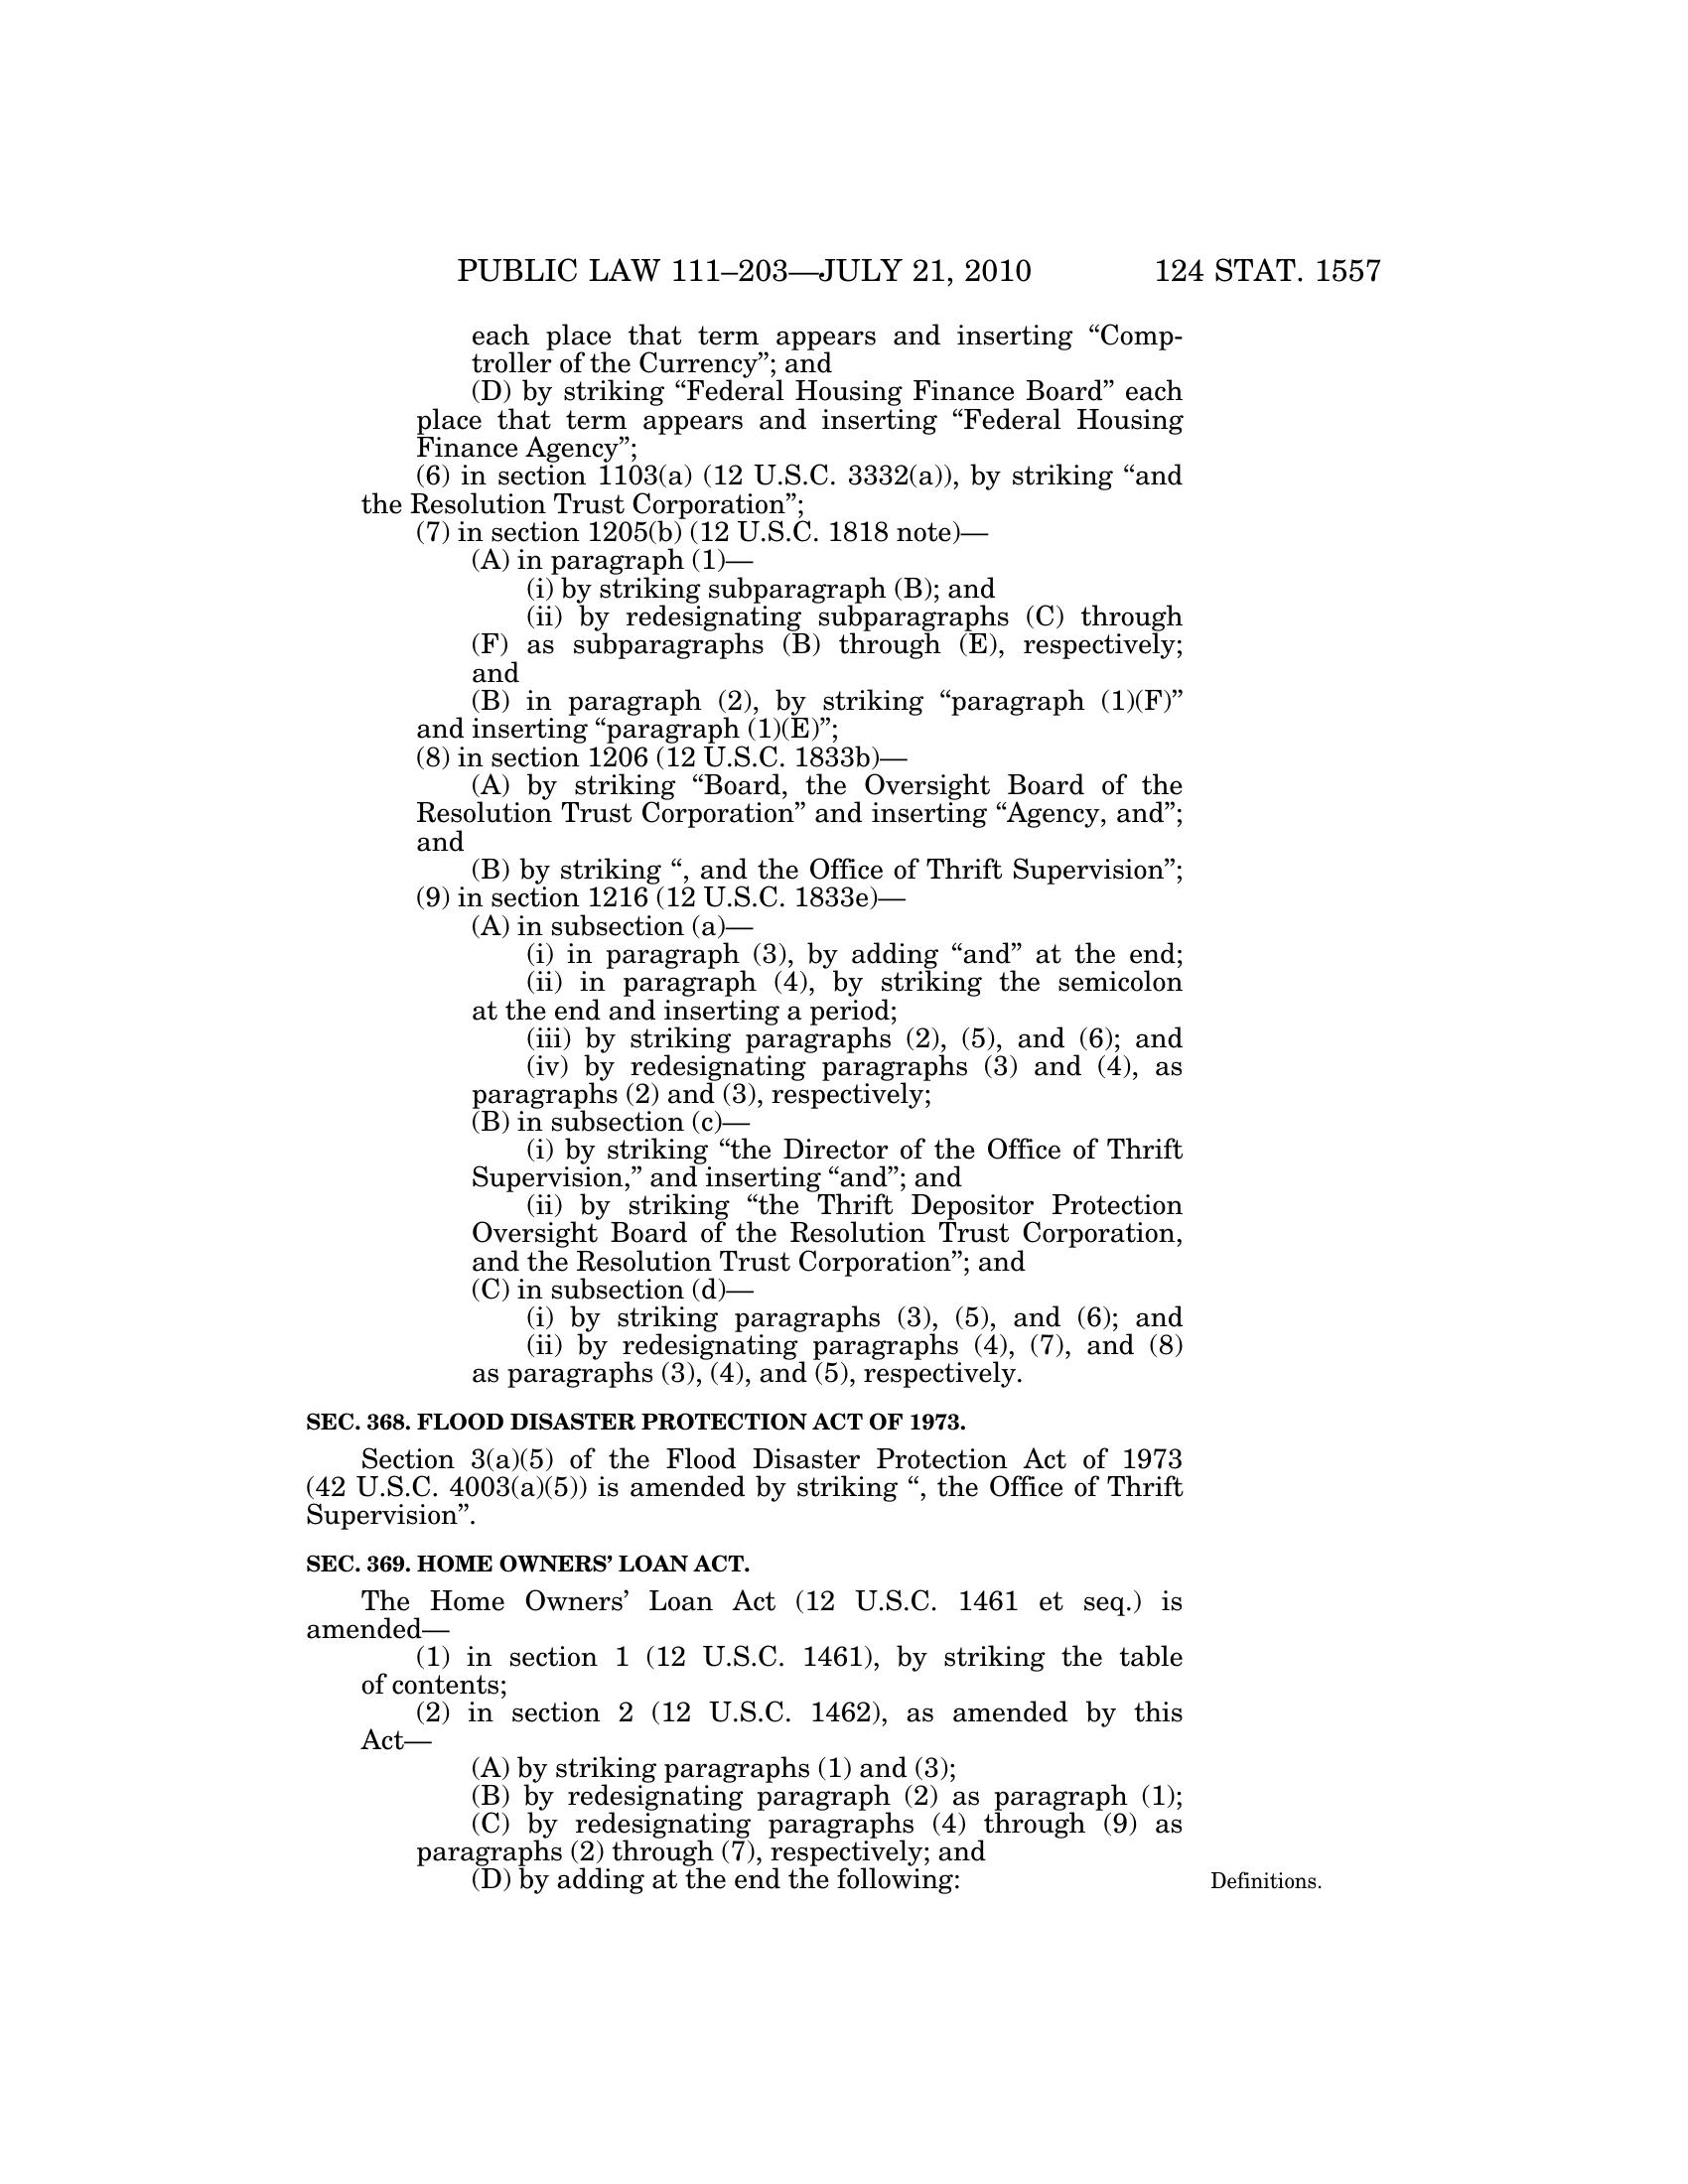 PUBLIC LAW 111–203—JULY 21, 2010 124 STAT. 1557
each place that term appears and inserting “Comp-
troller of the Currency”; and
(D) by striking “Federal Housing Finance Board” each
place that term appears and inserting “Federal Housing
Finance Agency”;
(6) in section 1103(a) (12 U.S.C. 3332(a)), by striking “and
the Resolution Trust Corporation”;
(7) in section 1205(b) (12 U.S.C. 1818 note)—
(A) in paragraph (1)—
(i) by striking subparagraph (B); and
(ii) by redesignating subparagraphs (C) through
(F) as subparagraphs (B) through (E), respectively;
and
(B) in paragraph (2), by striking “paragraph (1)(F)”
and inserting “paragraph (1)(E)”;
(8) in section 1206 (12 U.S.C. 1833b)—
(A) by striking “Board, the Oversight Board of the
Resolution Trust Corporation” and inserting “Agency, and”;
and
(B) by striking “, and the Office of Thrift Supervision”;
(9) in section 1216 (12 U.S.C. 1833e)—
(A) in subsection (a)—
(i) in paragraph (3), by adding “and” at the end;
(ii) in paragraph (4), by striking the semicolon
at the end and inserting a period;
(iii) by striking paragraphs (2), (5), and (6); and
(iv) by redesignating paragraphs (3) and (4), as
paragraphs (2) and (3), respectively;
(B) in subsection (c)—
(i) by striking “the Director of the Office of Thrift
Supervision,” and inserting “and”; and
(ii) by striking “the Thrift Depositor Protection
Oversight Board of the Resolution Trust Corporation,
and the Resolution Trust Corporation”; and
(C) in subsection (d)—
(i) by striking paragraphs (3), (5), and (6); and
(ii) by redesignating paragraphs (4), (7), and (8)
as paragraphs (3), (4), and (5), respectively.
SEC. 368. FLOOD DISASTER PROTECTION ACT OF 1973.
Section 3(a)(5) of the Flood Disaster Protection Act of 1973
(42 U.S.C. 4003(a)(5)) is amended by striking “, the Office of Thrift
Supervision”.
SEC. 369. HOME OWNERS’ LOAN ACT.
The Home Owners’ Loan Act (12 U.S.C. 1461 et seq.) is
amended—
(1) in section 1 (12 U.S.C. 1461), by striking the table
of contents;
(2) in section 2 (12 U.S.C. 1462), as amended by this
Act—
(A) by striking paragraphs (1) and (3);
(B) by redesignating paragraph (2) as paragraph (1);
(C) by redesignating paragraphs (4) through (9) as
paragraphs (2) through (7), respectively; and
(D) by adding at the end the following: Definitions.